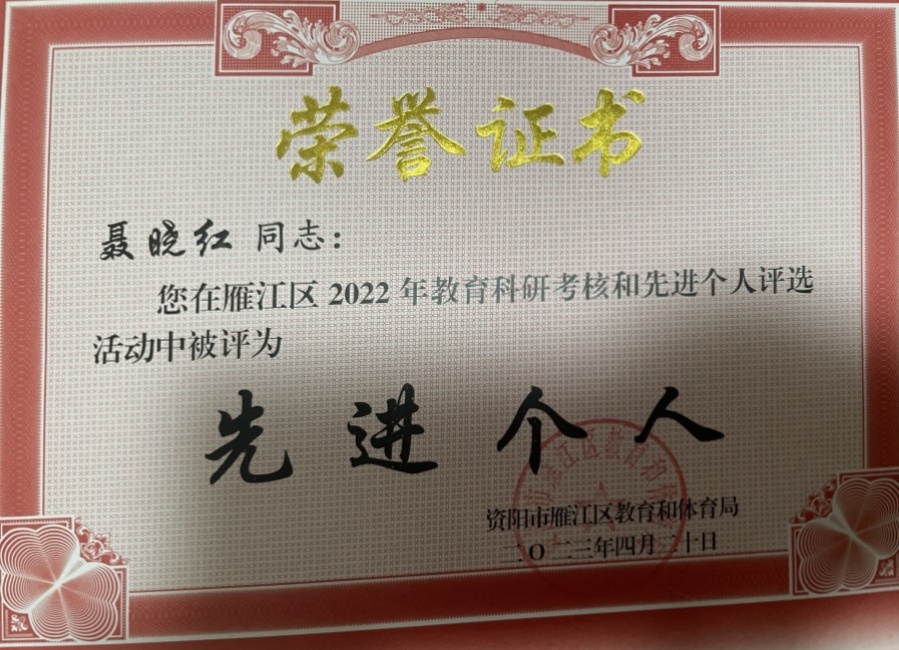 荣誉证书
聂晓红 同志：
您在雁江区 2022 年教育科研考核和先进个人评选
活动中被评为
先进个人
资阳市雁江区教育和体育局
二O二三年四月二十日